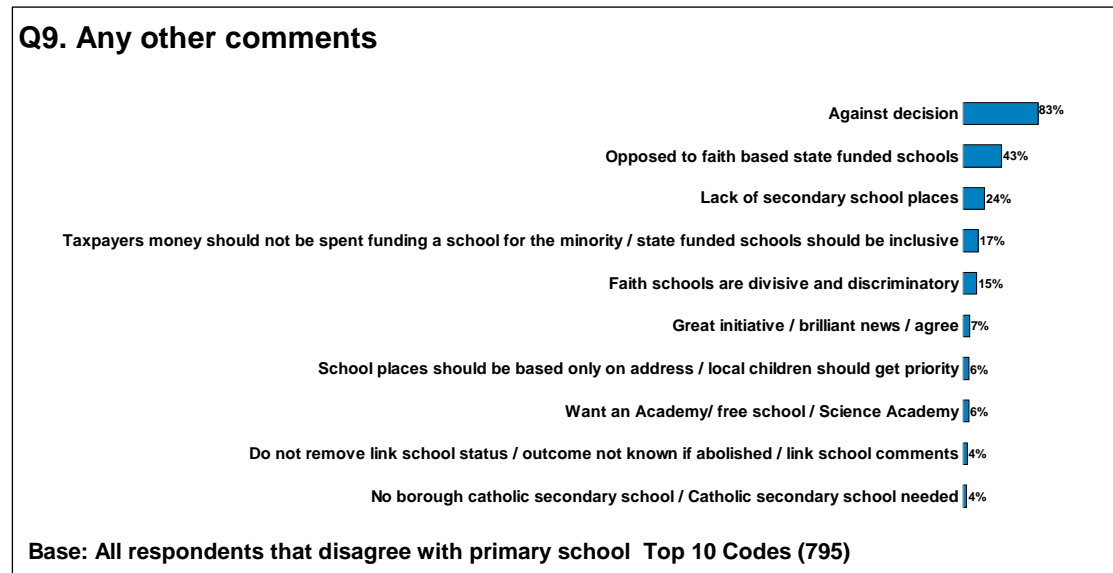 Q9. Any other comments
Against decision 83%
Opposed to faith based state funded schools 43%
Lack of secondary school places 24%
Taxpayers money should not be spent funding a school for the minority / state funded schools should be inclusive 17%
Faith schools are divisive and discriminatory 15%
Great initiative / brilliant news / agree 7%
School places should be based only on address / local children should get priority 6%
Want an Academy/ free school / Science Academy 6%
Do not remove link school status / outcome not known if abolished / link school comments 4%
No borough catholic secondary school / Catholic secondary school needed 4%
Base: All respondents that disagree with primary school  Top 10 Codes (795)